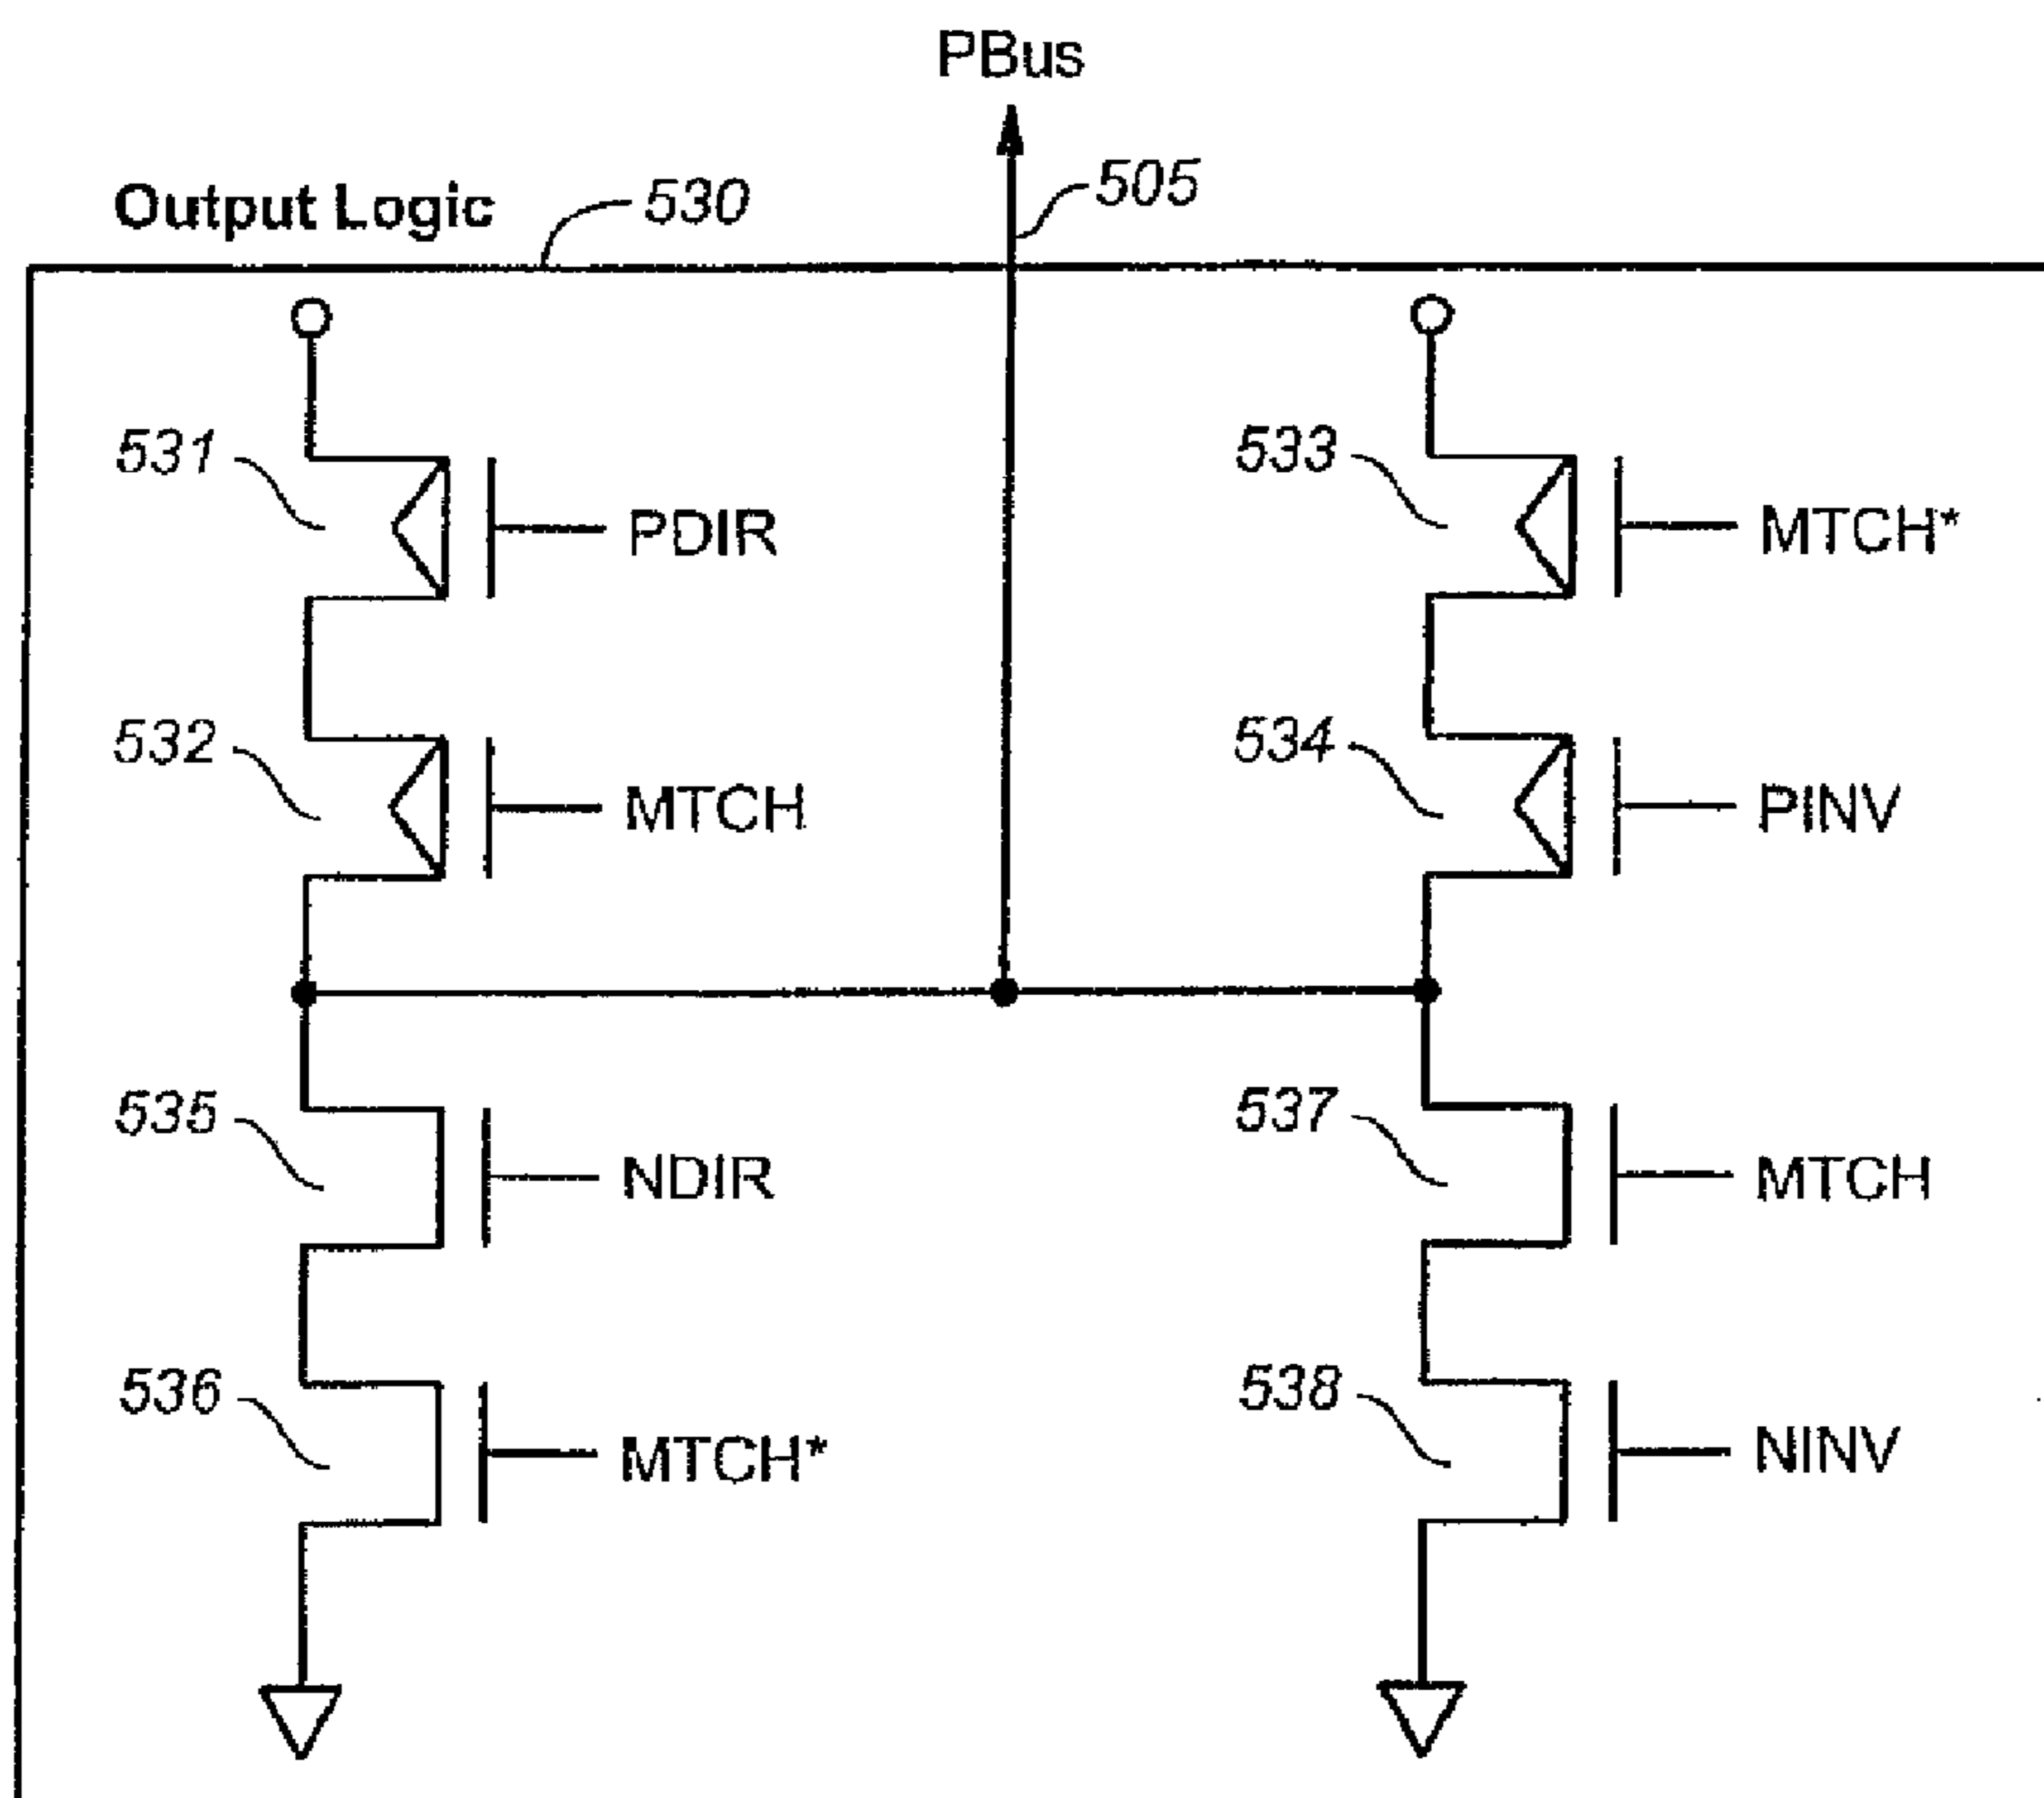 PBus
505
Output Logic
530
531
PDIR
533
MTCH*
532
MTCH
534
PINV
535
NDIR
537
MTCH
536
MTCH*
538
NINV